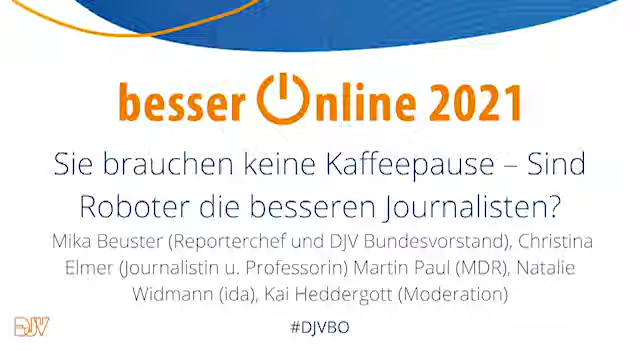 besser Online 2021
Sie brauchen keine Kaffeepause – Sind
Roboter die besseren Journalisten?
Mika Beuster (Reporterchef und DJV Bundesvorstand), Christina
Elmer (Journalistin u. Professorin) Martin Paul (MDR), Natalie
Widmann (ida), Kai Heddergott (Moderation)
#DJVBO
DJV